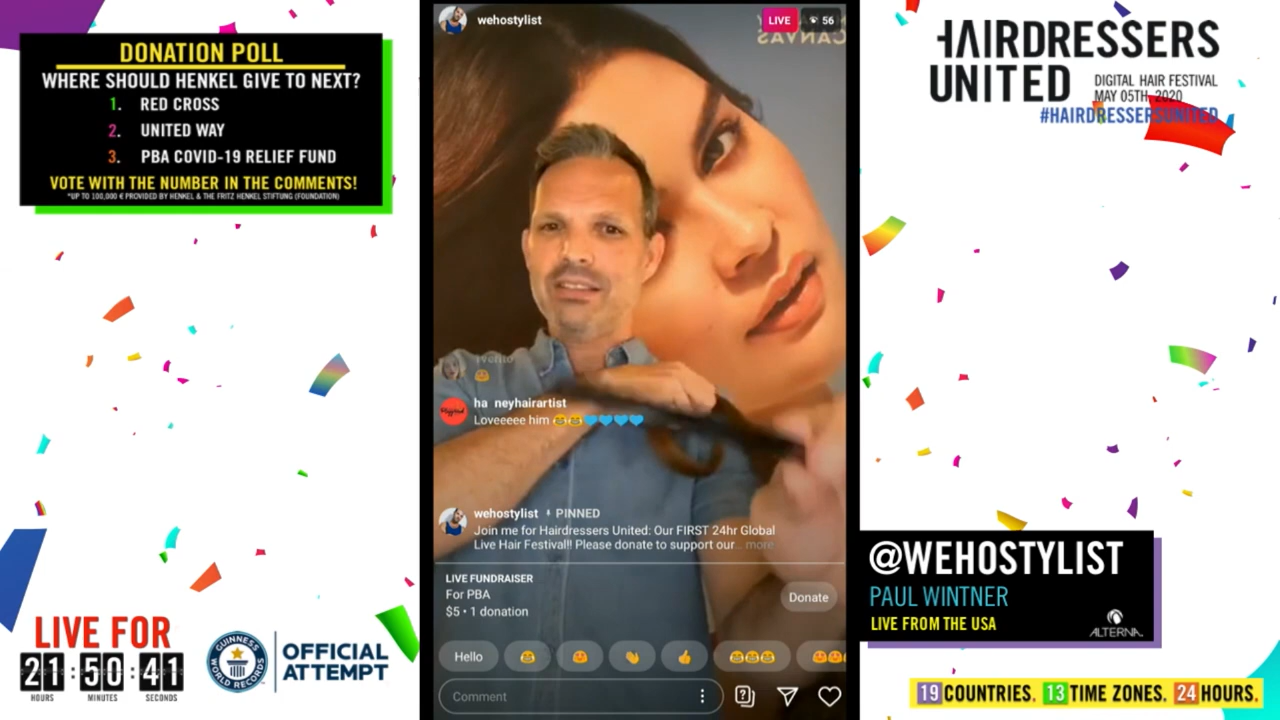 DONATION POLL
WHERE SHOULD HENKEL GIVE TO NEXT?
1. RED CROSS
2. UNITED WAY
3. PBA COVID-19 RELIEF FUND
VOTE WITH THE NUMBER IN THE COMMENTS!
*UP TO 100,000 € PROVIDED BY HENKEL & THE FRITZ HENKEL STIFTUNG (FOUNDATION)
LIVE FOR
21:50:41
HOURS MINUTES SECONDS
GUINNESS WORLD RECORDS
OFFICIAL
ATTEMPT
wehostylist
LIVE 56
CANVAS
ha neyhairartist
Loveeeee him 😂😂💙💙💙💙
wehostylist PINNED
Join me for Hairdressers United: Our FIRST 24hr Global
Live Hair Festival!! Please donate to support our... more
LIVE FUNDRAISER
For PBA
$5 • 1 donation
Donate
Hello
Comment
HAIRDRESSERS
UNITED
DIGITAL HAIR FESTIVAL
MAY 05TH, 2020
#HAIRDRESSERSUNITED
@WEHOSTYLIST
PAUL WINTNER
LIVE FROM THE USA
ALTERNA
19 COUNTRIES. 13 TIME ZONES. 24 HOURS.